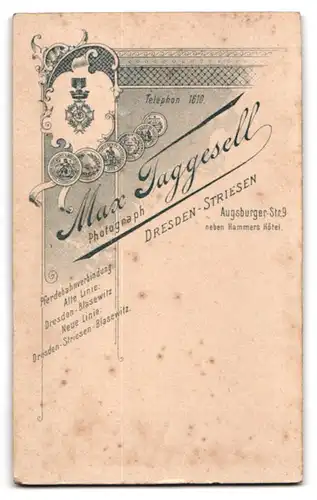 Telephon 1610.
Max Taggesell
Photograph
DRESDEN-STRIESEN
Augsburger-Str.9
neben Hammers Hôtel.
Pferdebahnverbindung:
Alte Linie:
Dresden-Blasewitz
Neue Linie:
Dresden-Striesen-Blasewitz.